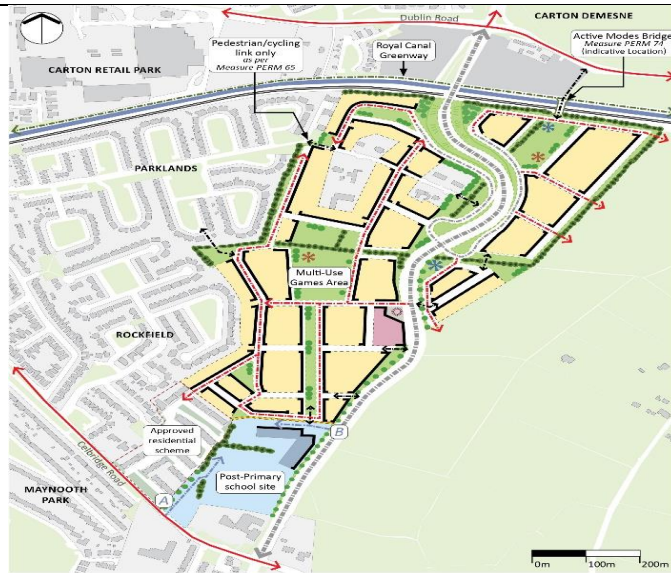 Dublin Road
CARTON DEMESNE
Pedestrian/cycling
link only
as per
Measure PERM 65
Royal Canal
Greenway
Active Modes Bridge
Measure PERM 74
(indicative Location)
CARTON RETAIL PARK
PARKLANDS
Multi-Use
Games Area
ROCKFIELD
Approved
residential
scheme
Celbridge Road
B
Post-Primary
school site
MAYNOOTH
PARK
A
0m 100m 200m